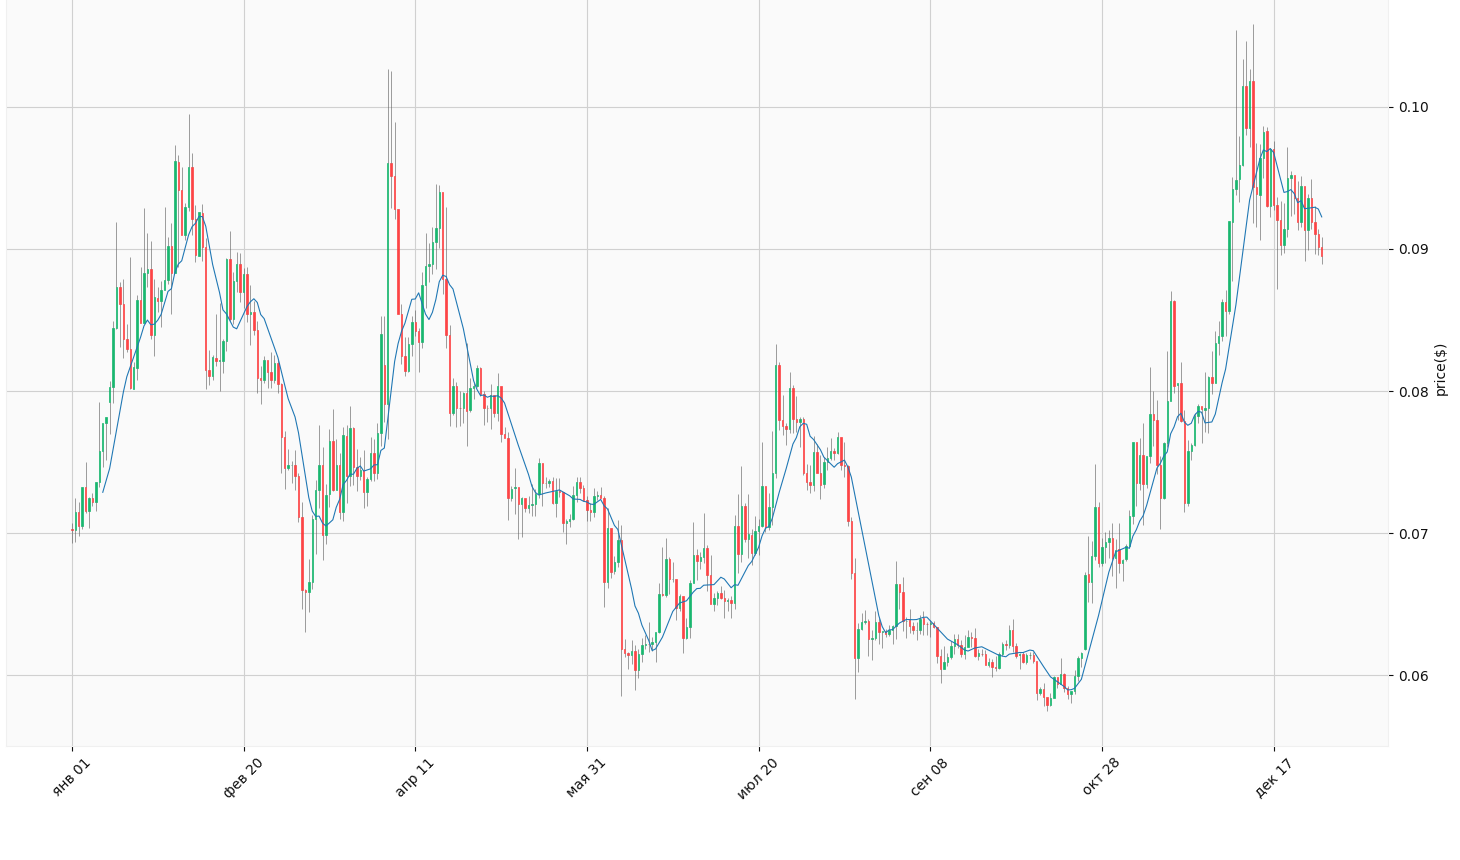 0.10
0.09
0.08
0.07
0.06
price($)
янв 01
фев 20
апр 11
мая 31
июл 20
сен 08
окт 28
дек 17